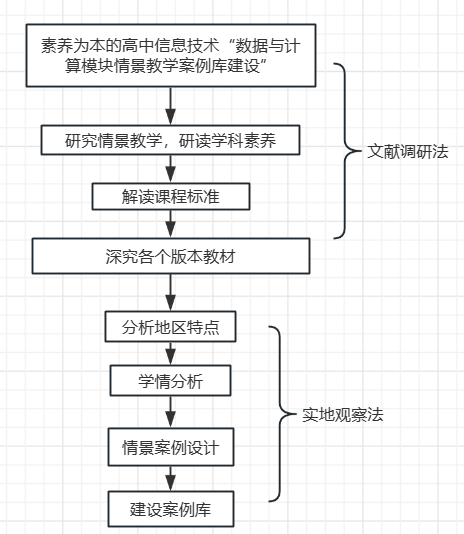 素养为本的高中信息技术“数据与计
算模块情景教学案例库建设”
研究情景教学，研读学科素养
文献调研法
解读课程标准
深究各个版本教材
分析地区特点
学情分析
实地观察法
情景案例设计
建设案例库